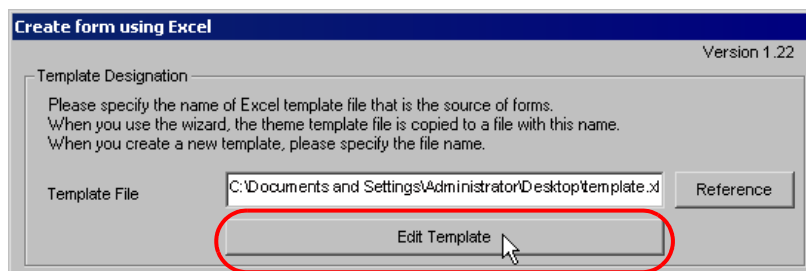 Create form using Excel
Version 1.22
Template Designation
Please specify the name of Excel template file that is the source of forms.
When you use the wizard, the theme template file is copied to a file with this name.
When you create a new template, please specify the file name.
Template File
C:\Documents and Settings\Administrator\Desktop\template.xl
Reference
Edit Template